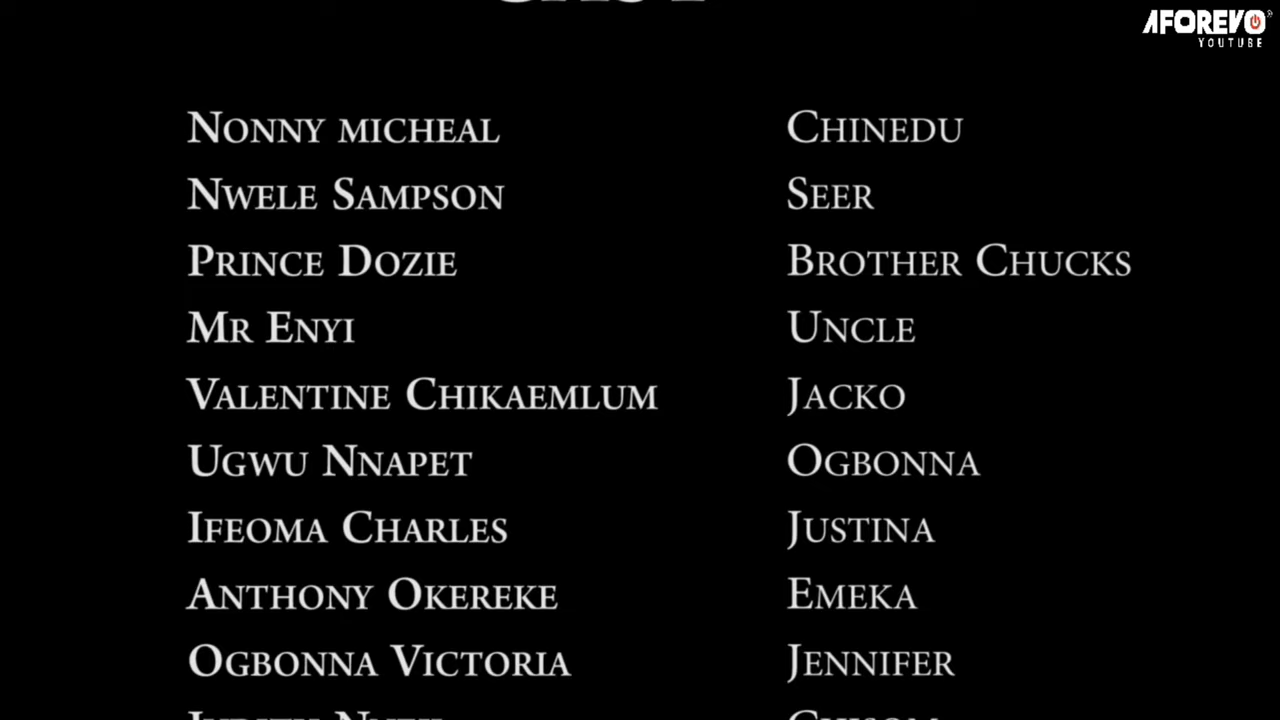 AFOREVO
YOUTUBE
NONNY MICHEAL CHINEDU
NWELE SAMPSON SEER
PRINCE DOZIE BROTHER CHUCKS
MR ENYI UNCLE
VALENTINE CHIKAEMLUM JACKO
UGWU NNAPET OGBONNA
IFEOMA CHARLES JUSTINA
ANTHONY OKEREKE EMEKA
OGBONNA VICTORIA JENNIFER